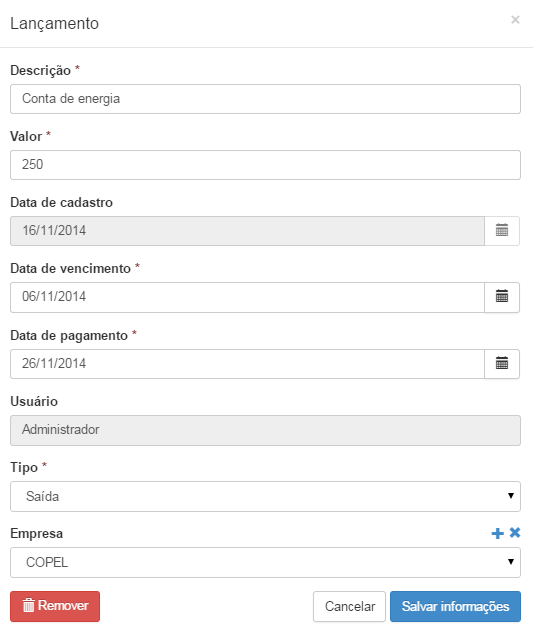 Lançamento ×
Descrição *
Conta de energia
Valor *
250
Data de cadastro
16/11/2014
Data de vencimento *
06/11/2014
Data de pagamento *
26/11/2014
Usuário
Administrador
Tipo *
Saída
Empresa
COPEL
Remover Cancelar Salvar informações